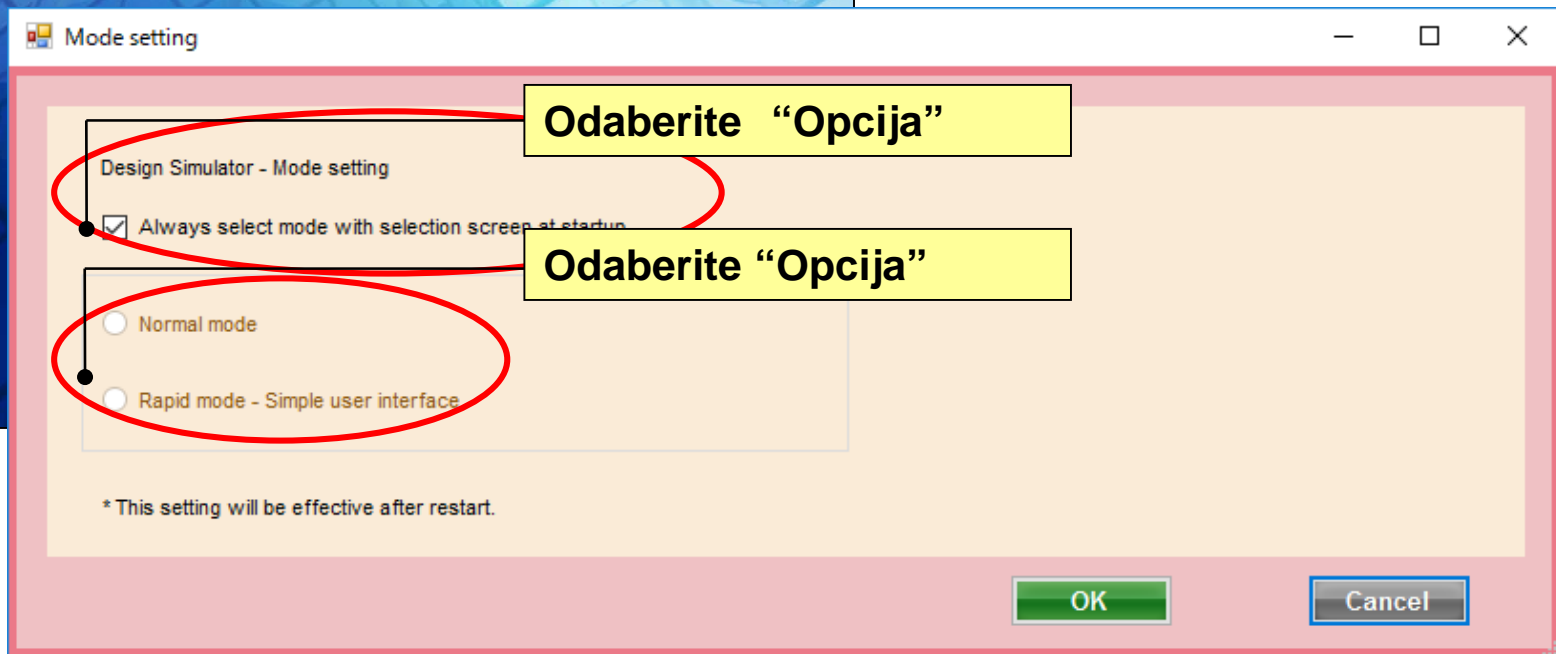 Mode setting
Odaberite “Opcija”
Design Simulator - Mode setting
Always select mode with selection screen at startup
Odaberite “Opcija”
Normal mode
Rapid mode - Simple user interface
* This setting will be effective after restart.
OK
Cancel